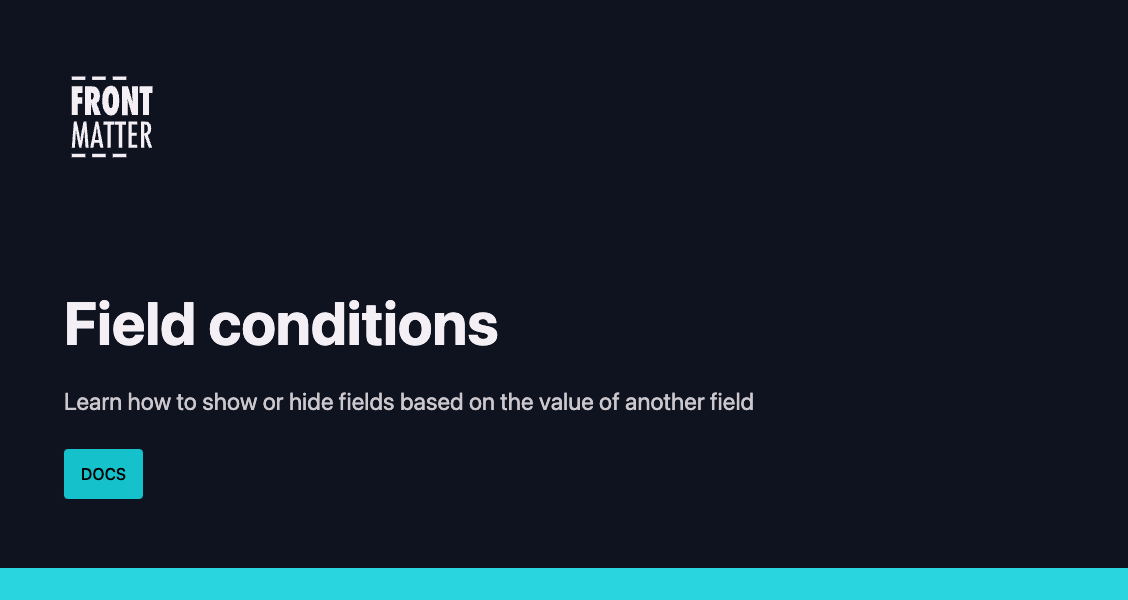 FRONT
MATTER
Field conditions
Learn how to show or hide fields based on the value of another field
DOCS